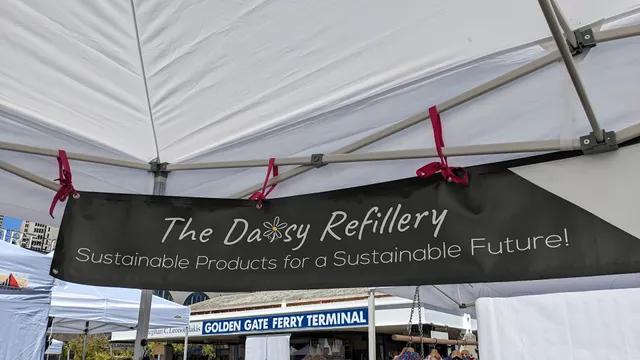 The Daisy Refillery
Sustainable Products for a Sustainable Future!
GOLDEN GATE FERRY TERMINAL